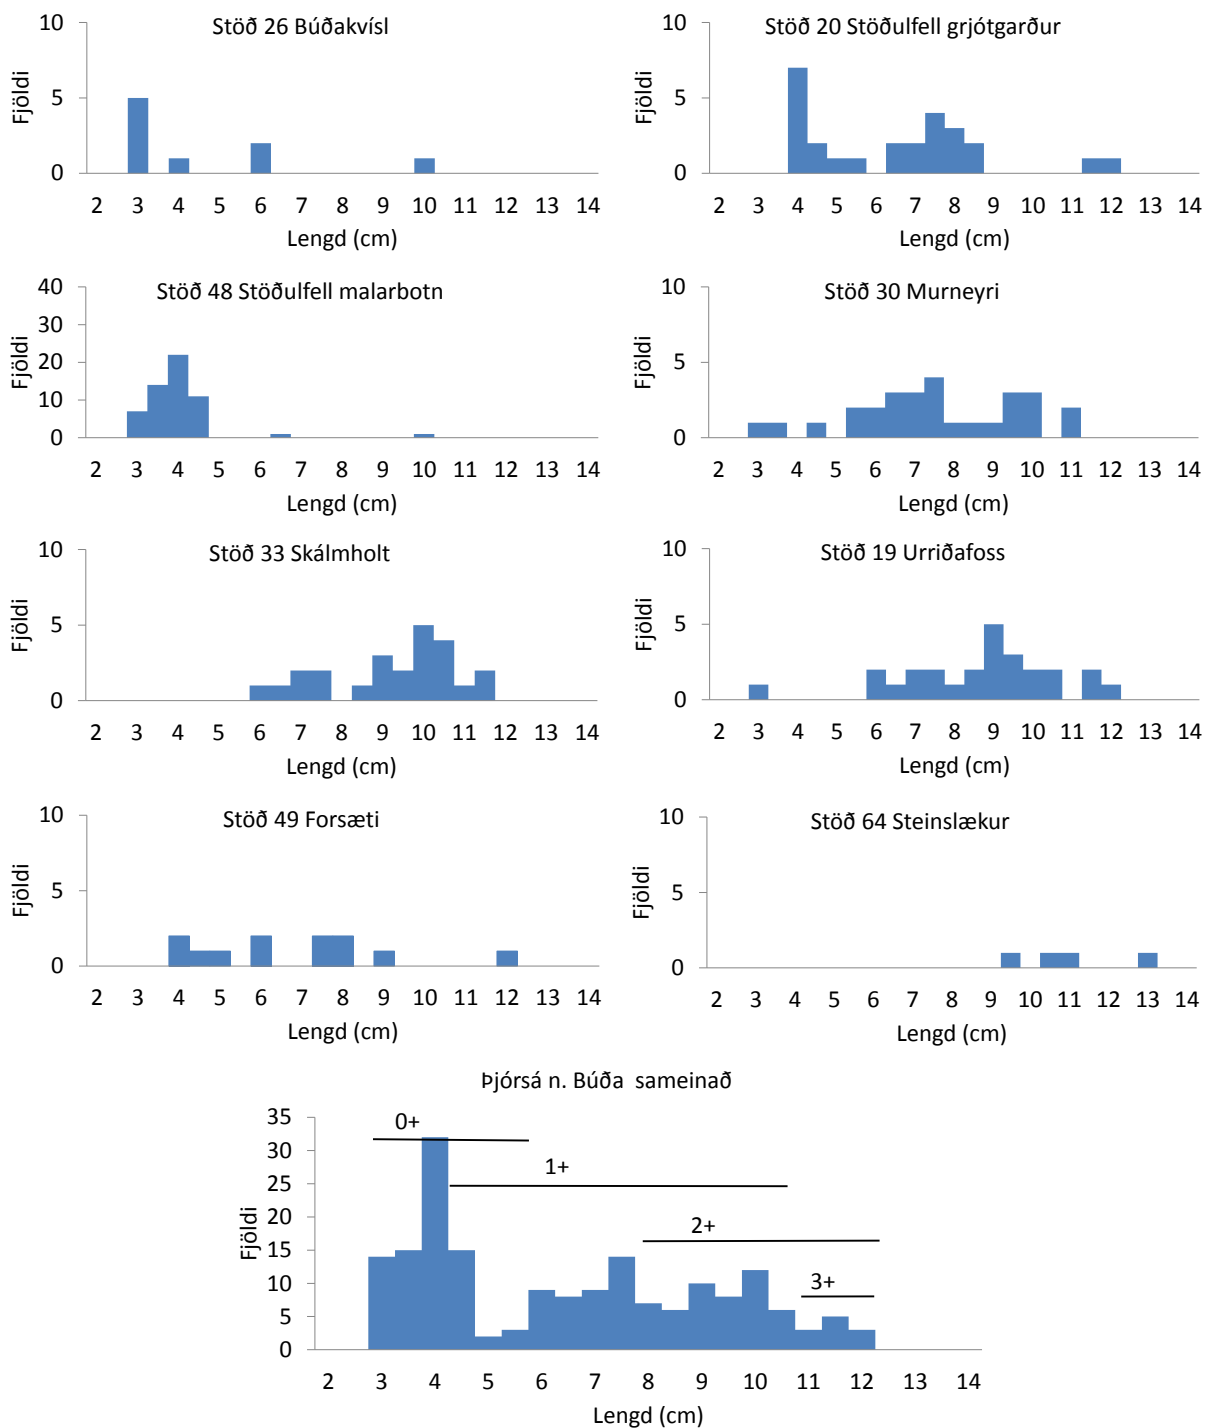 Stöð 26 Búðakvísl
Fjöldi
10
5
0
2 3 4 5 6 7 8 9 10 11 12 13 14
Lengd (cm)
Stöð 20 Stöðulfell grjótgarður
Fjöldi
10
5
0
2 3 4 5 6 7 8 9 10 11 12 13 14
Lengd (cm)
Stöð 48 Stöðulfell malarbotn
Fjöldi
40
30
20
10
0
2 3 4 5 6 7 8 9 10 11 12 13 14
Lengd (cm)
Stöð 30 Murneyri
Fjöldi
10
5
0
2 3 4 5 6 7 8 9 10 11 12 13 14
Lengd (cm)
Stöð 33 Skálmholt
Fjöldi
10
5
0
2 3 4 5 6 7 8 9 10 11 12 13 14
Lengd (cm)
Stöð 19 Urriðafoss
Fjöldi
10
5
0
2 3 4 5 6 7 8 9 10 11 12 13 14
Lengd (cm)
Stöð 49 Forsæti
Fjöldi
10
5
0
2 3 4 5 6 7 8 9 10 11 12 13 14
Lengd (cm)
Stöð 64 Steinslækur
Fjöldi
10
5
0
2 3 4 5 6 7 8 9 10 11 12 13 14
Lengd (cm)
Þjórsá n. Búða sameinað
Fjöldi
35
30
25
20
15
10
5
0
0+
1+
2+
3+
2 3 4 5 6 7 8 9 10 11 12 13 14
Lengd (cm)